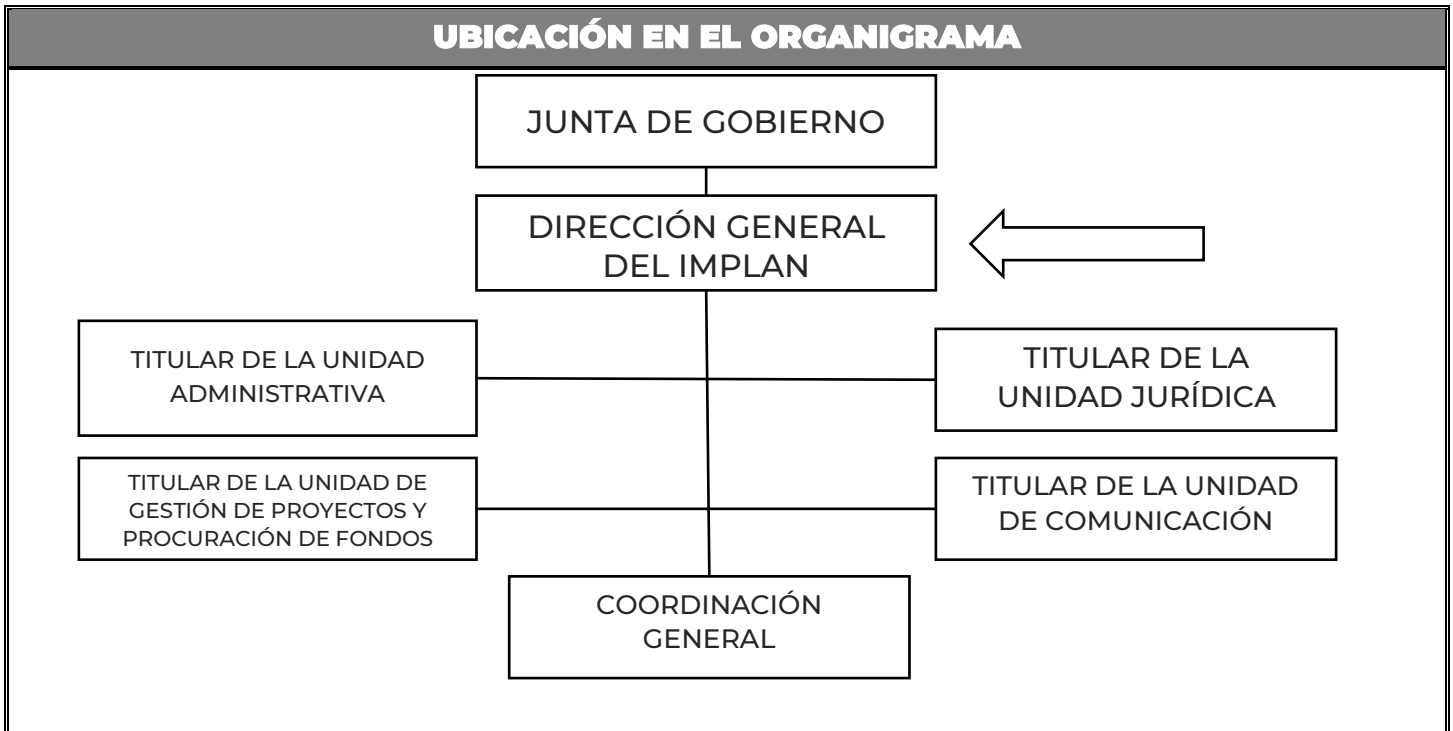 UBICACIÓN EN EL ORGANIGRAMA
JUNTA DE GOBIERNO
DIRECCIÓN GENERAL
DEL IMPLAN
TITULAR DE LA UNIDAD
ADMINISTRATIVA
TITULAR DE LA
UNIDAD JURÍDICA
TITULAR DE LA UNIDAD DE
GESTIÓN DE PROYECTOS Y
PROCURACIÓN DE FONDOS
TITULAR DE LA UNIDAD
DE COMUNICACIÓN
COORDINACIÓN
GENERAL